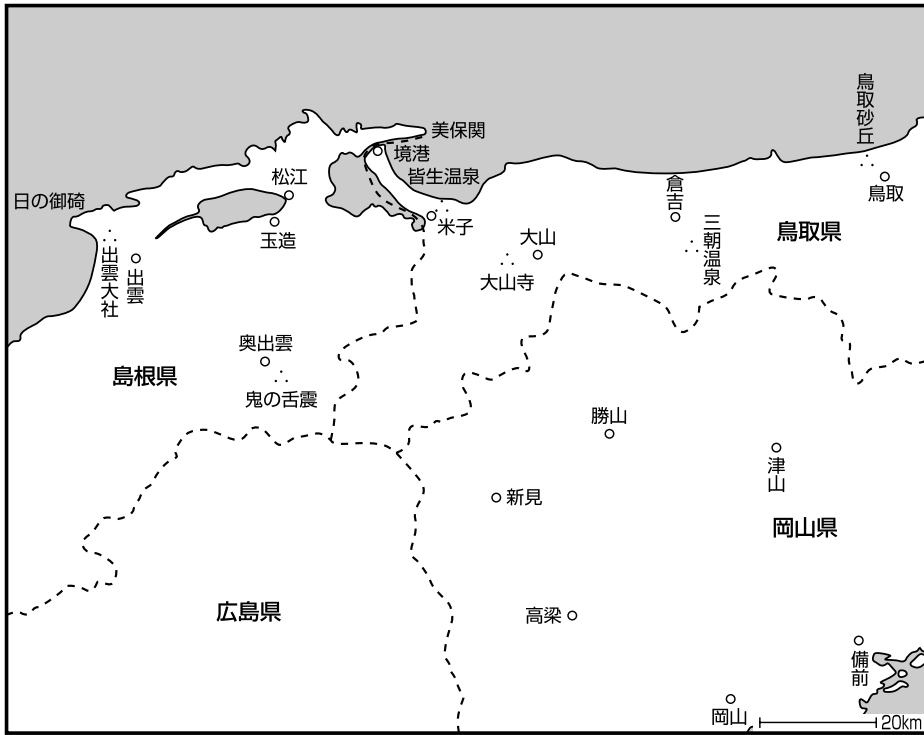 鳥取砂丘
美保関
境港
皆生温泉
松江
日の御碕
玉造
米子
倉吉
鳥取
三朝温泉
鳥取県
大山
大山寺
出雲大社
出雲
奥出雲
鬼の舌震
島根県
勝山
津山
新見
岡山県
広島県
高梁
備前
岡山
20km